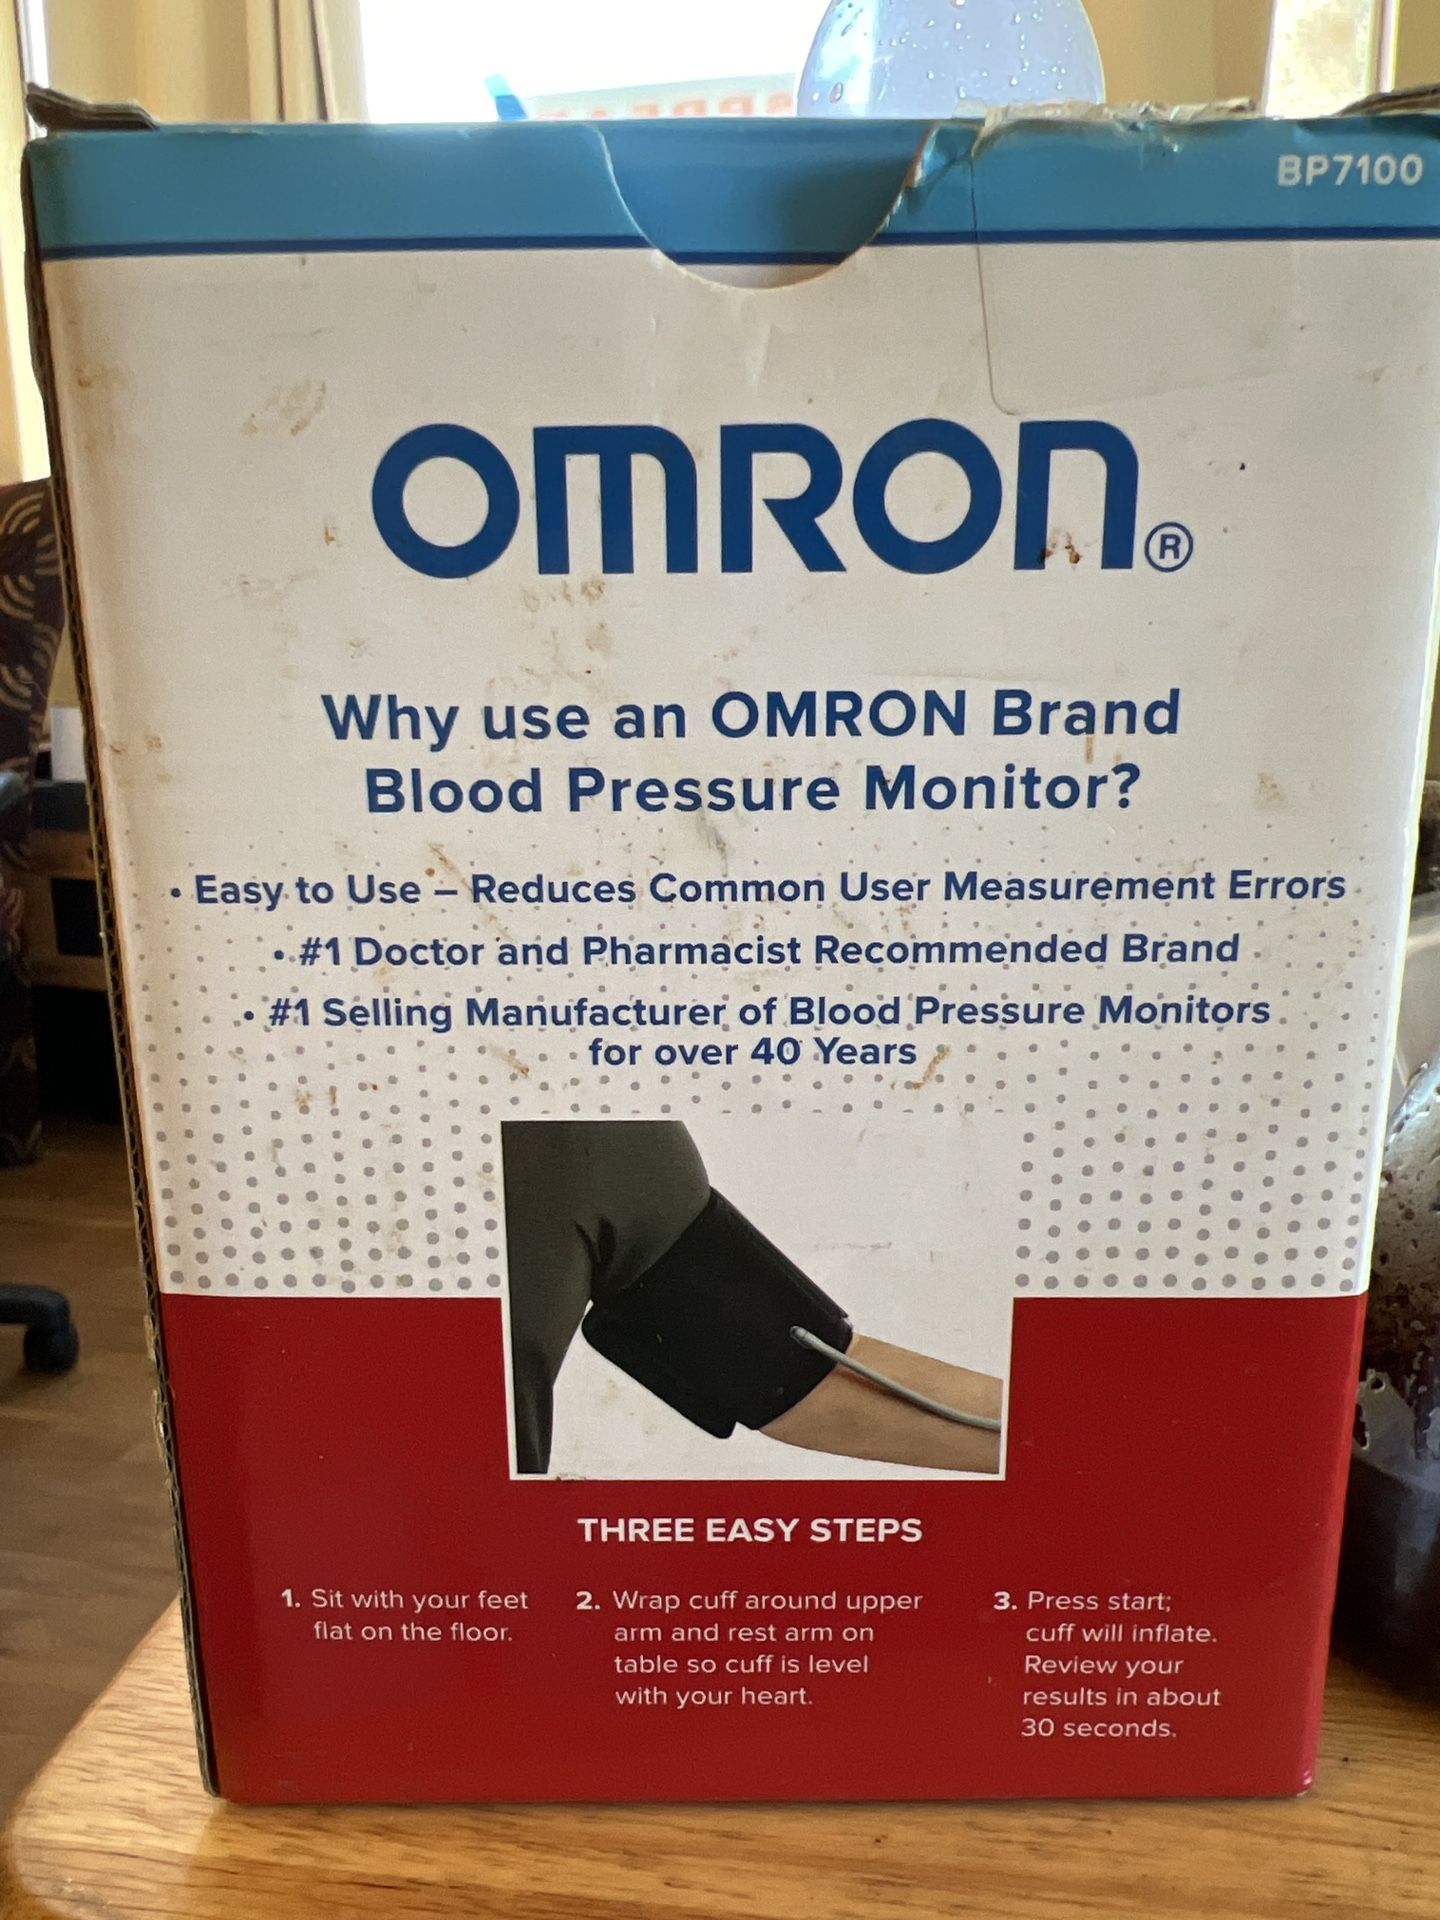 BP7100
OMRON®
Why use an OMRON Brand
Blood Pressure Monitor?
• Easy to Use – Reduces Common User Measurement Errors
• #1 Doctor and Pharmacist Recommended Brand
• #1 Selling Manufacturer of Blood Pressure Monitors
for over 40 Years
THREE EASY STEPS
1. Sit with your feet
flat on the floor.
2. Wrap cuff around upper
arm and rest arm on
table so cuff is level
with your heart.
3. Press start;
cuff will inflate.
Review your
results in about
30 seconds.